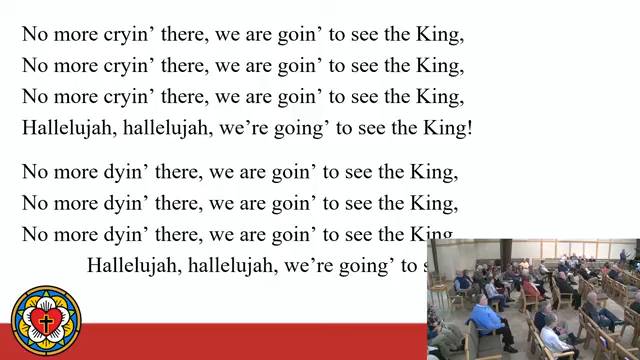 No more cryin’ there, we are goin’ to see the King,
No more cryin’ there, we are goin’ to see the King,
No more cryin’ there, we are goin’ to see the King,
Hallelujah, hallelujah, we’re going’ to see the King!
No more dyin’ there, we are goin’ to see the King,
No more dyin’ there, we are goin’ to see the King,
No more dyin’ there, we are goin’ to see the King,
Hallelujah, hallelujah, we’re going’ to